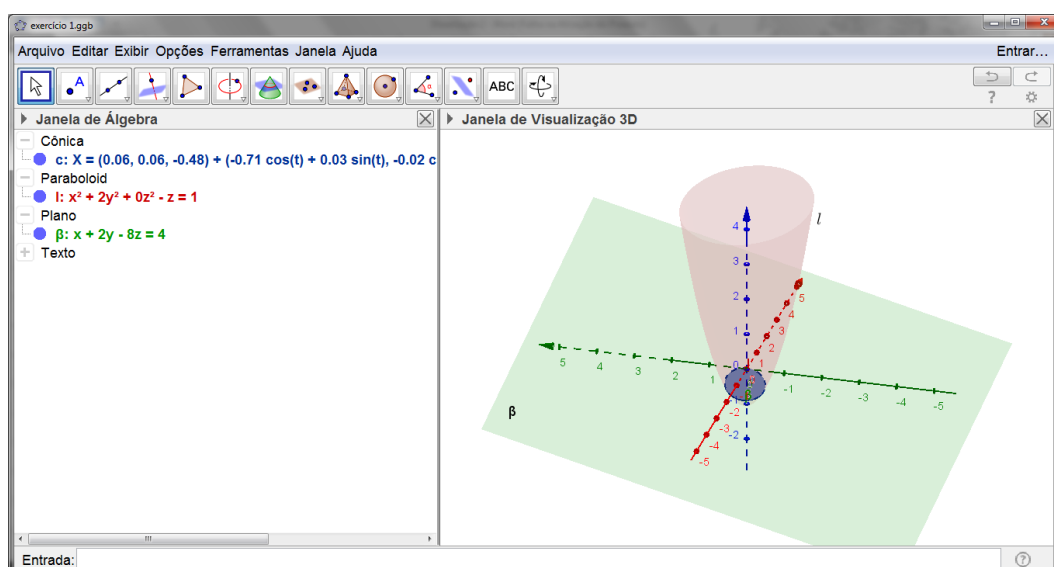 exercício 1.ggb
Arquivo Editar Exibir Opções Ferramentas Janela Ajuda
Entrar...
ABC
Janela de Álgebra
Cônica
c: X = (0.06, 0.06, -0.48) + (-0.71 cos(t) + 0.03 sin(t), -0.02 c
Paraboloid
l: x² + 2y² + 0z² - z = 1
Plano
β: x + 2y - 8z = 4
Texto
Janela de Visualização 3D
l
4
3
2
1
0
-1
-2
5
4
3
2
1
-1
-2
-3
-4
-5
5
4
3
2
1
-2
-3
-4
-5
β
Entrada: